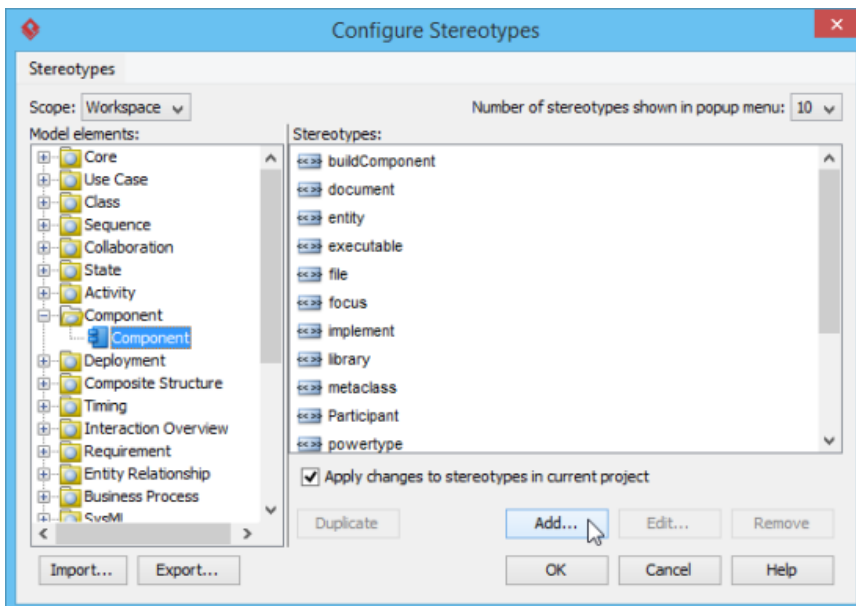 Configure Stereotypes
Stereotypes
Scope: Workspace
Number of stereotypes shown in popup menu: 10
Model elements:
Core
Use Case
Class
Sequence
Collaboration
State
Activity
Component
Component
Deployment
Composite Structure
Timing
Interaction Overview
Requirement
Entity Relationship
Business Process
SysML
Stereotypes:
buildComponent
document
entity
executable
file
focus
implement
library
metaclass
Participant
powertype
Apply changes to stereotypes in current project
Duplicate Add... Edit... Remove
Import... Export... OK Cancel Help